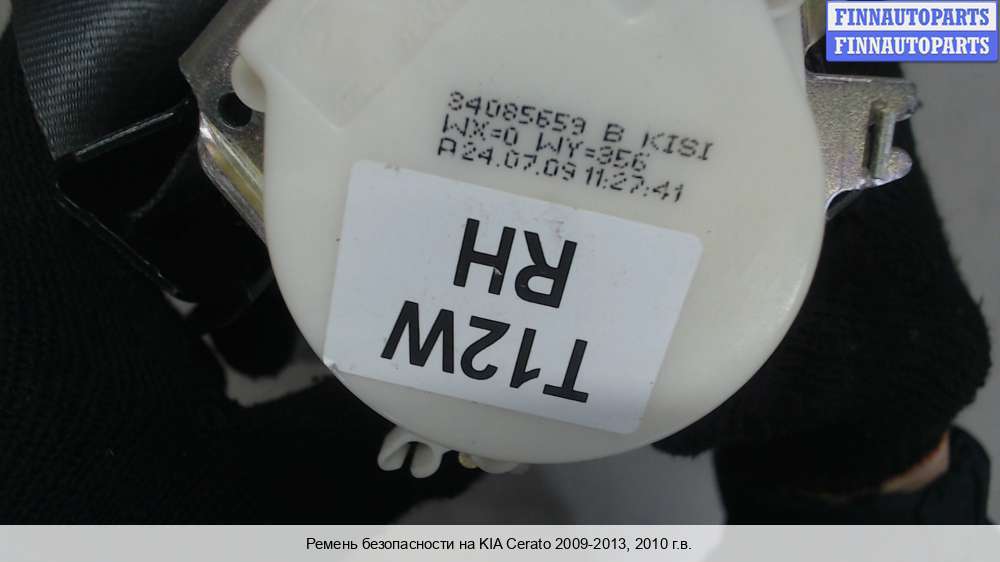 FINNAUTOPARTS
FINNAUTOPARTS
34085659 B KISI
WX=0 WY=356
A 24.07.09 11:27:41
T12W
RH
Ремень безопасности на KIA Cerato 2009-2013, 2010 г.в.